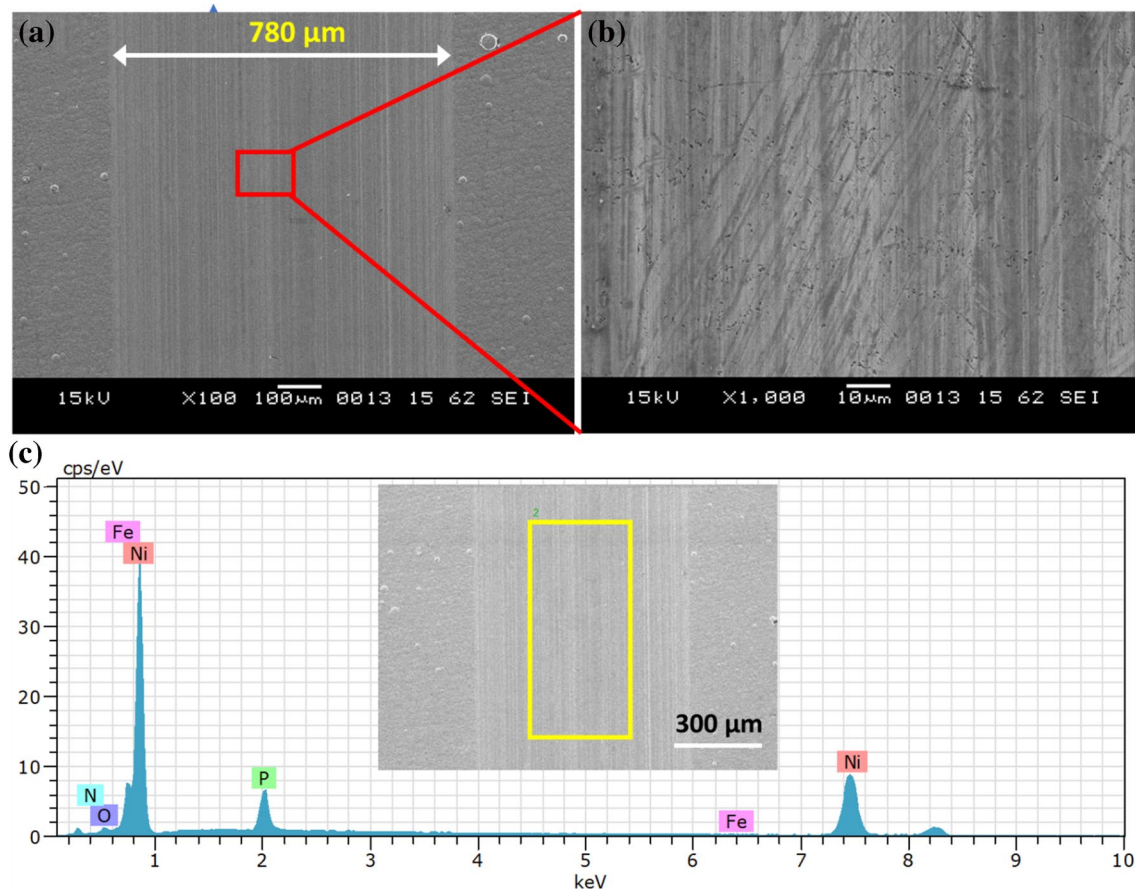 (a)
780 μm
(b)
15kV X100 100μm 0013 15 62 SEI
15kV X1,000 10μm 0013 15 62 SEI
(c)
cps/eV
50
40
30
20
10
0
Fe
Ni
N
O
P
Fe
Ni
2
300 μm
1 2 3 4 5 6 7 8 9 10
keV